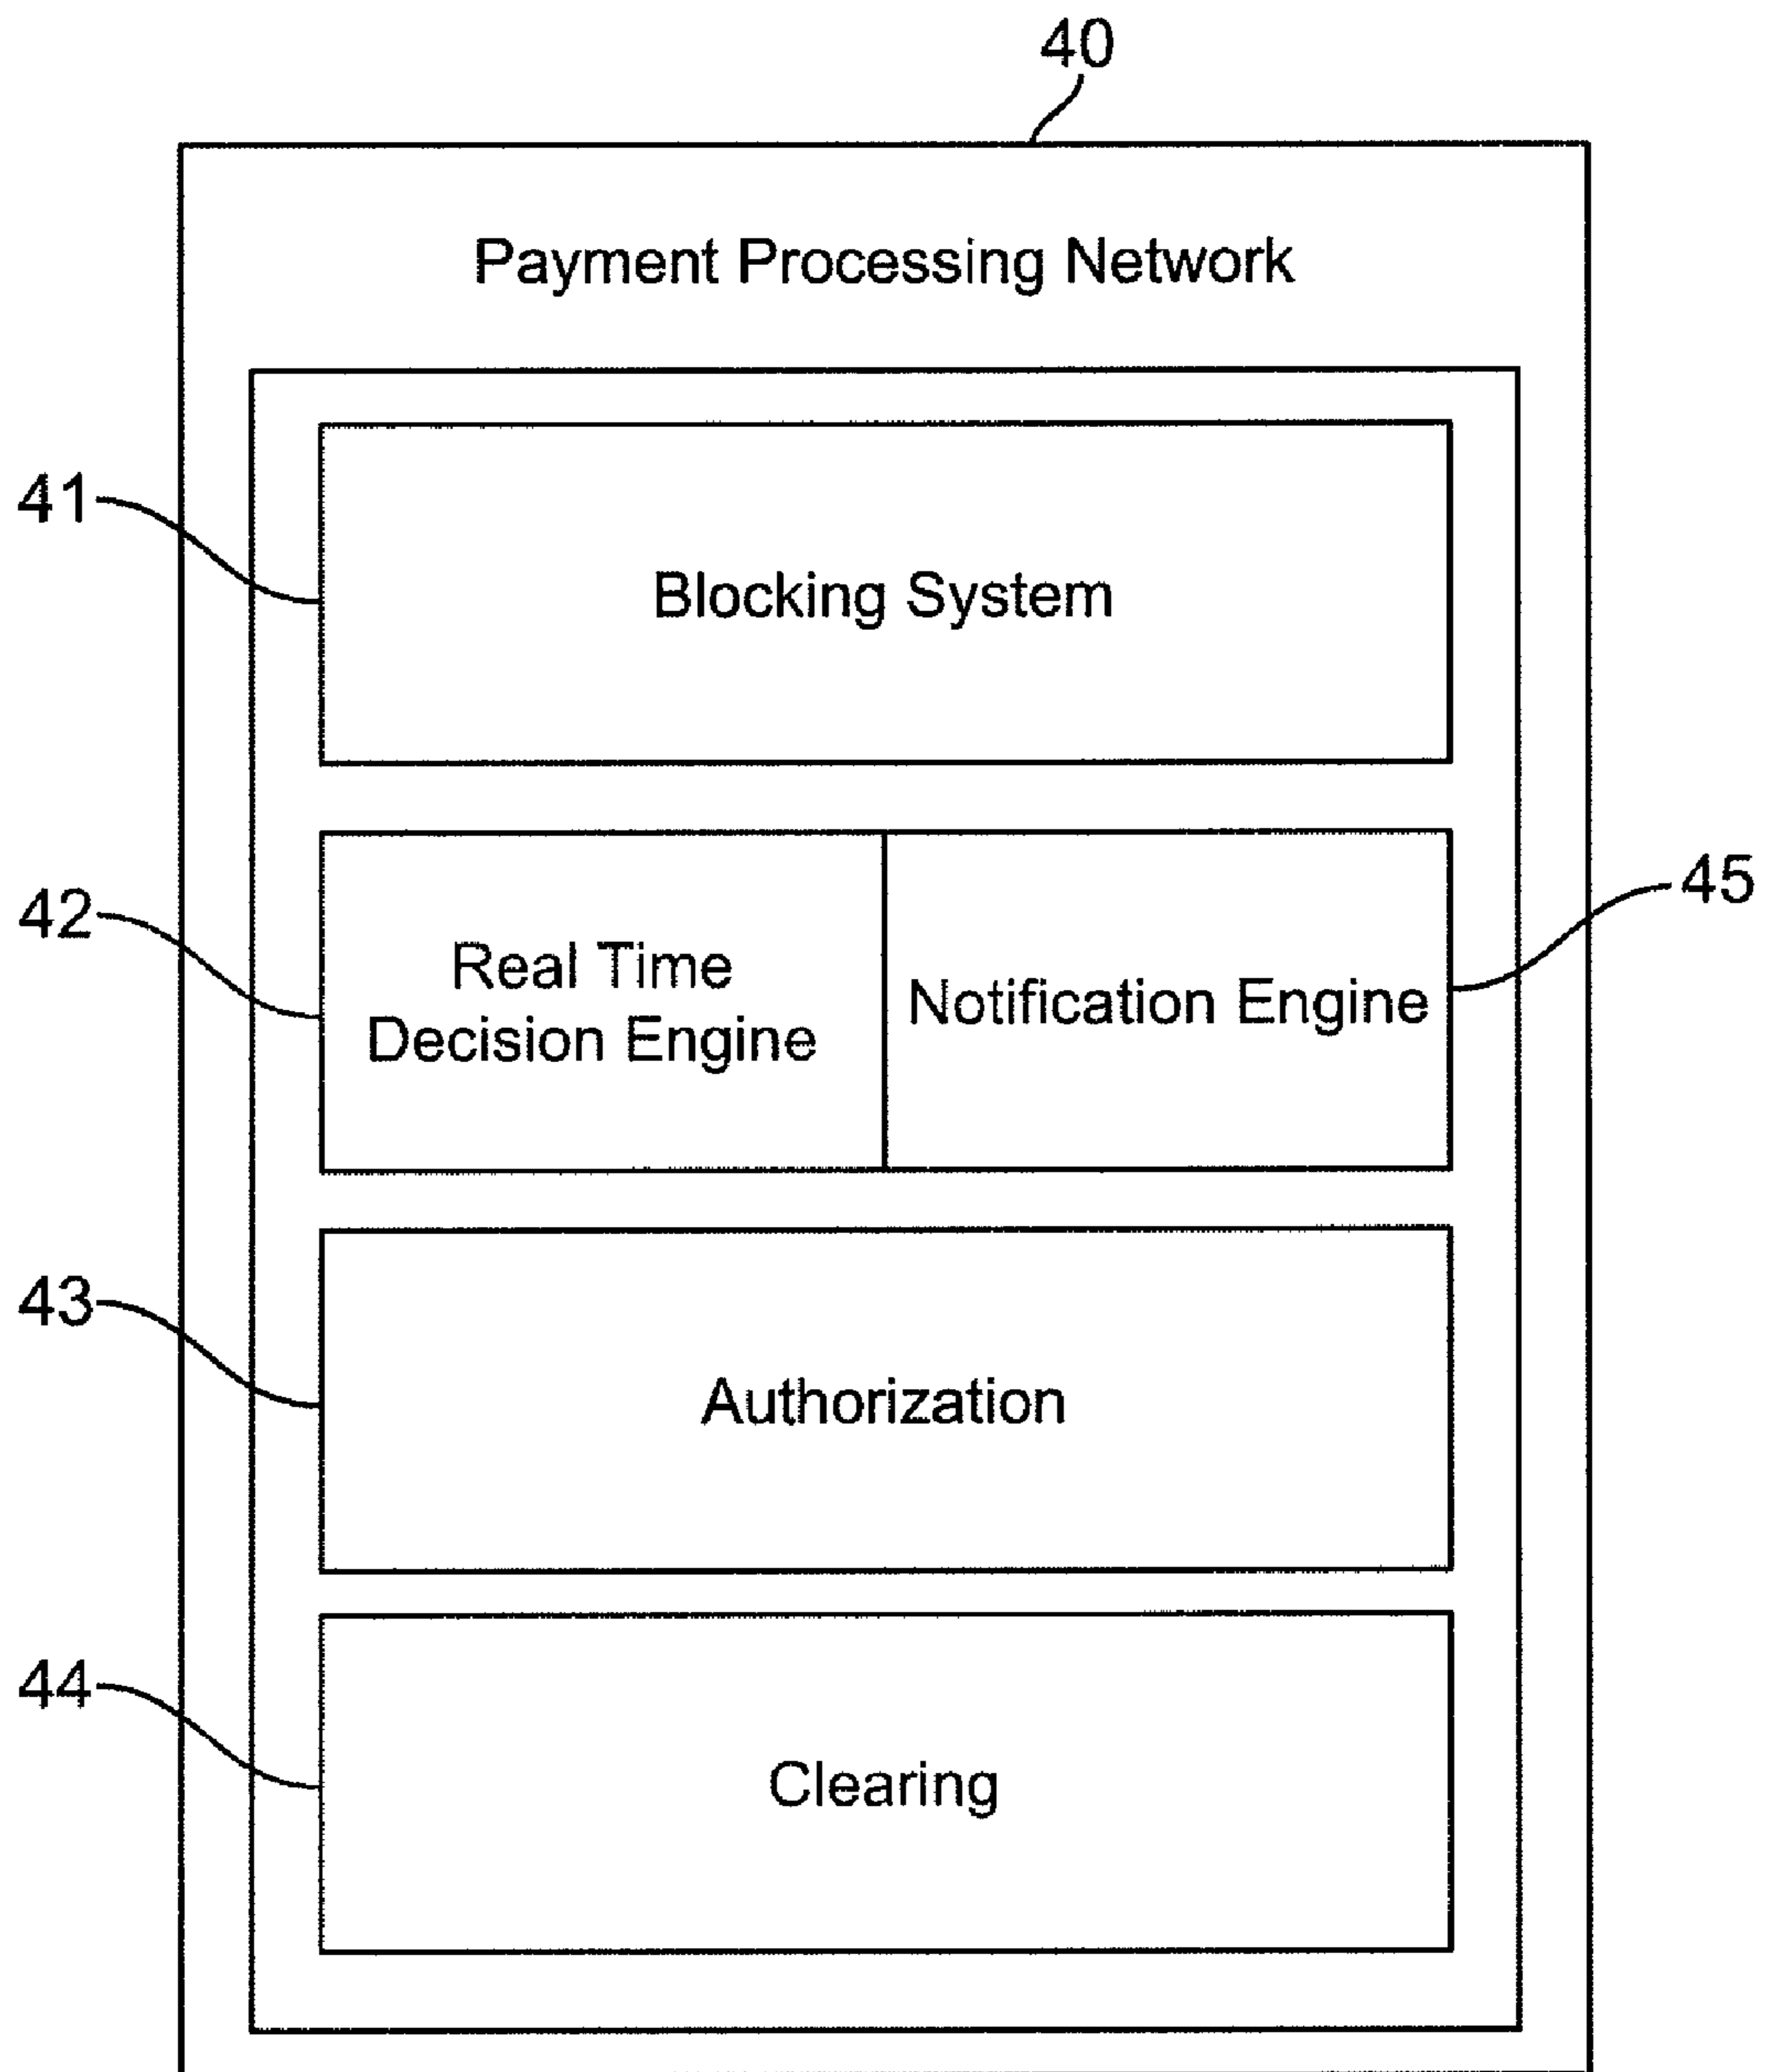 40
Payment Processing Network
41
Blocking System
42
Real Time
Decision Engine
Notification Engine
45
43
Authorization
44
Clearing